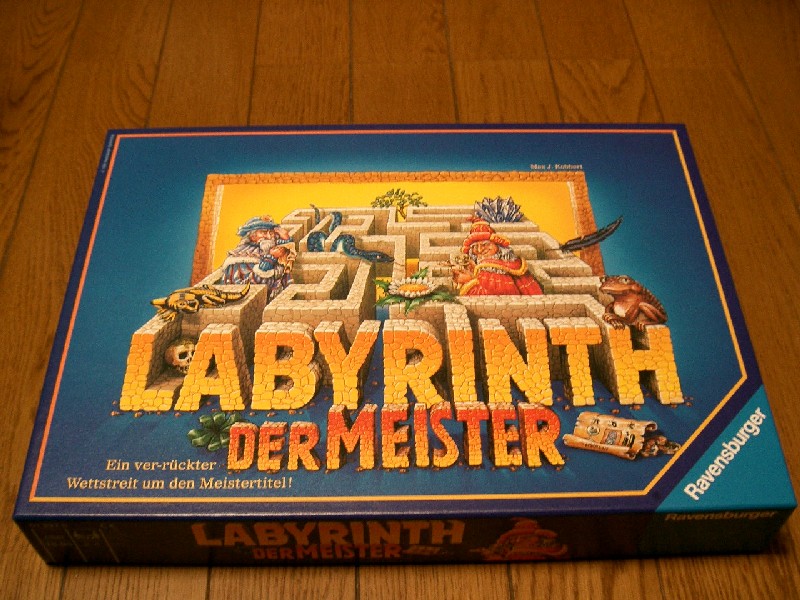 Max J. Kobbert
LABYRINTH
DER MEISTER
Ein ver-rückter
Wettstreit um den Meistertitel!
Ravensburger
Ravensburger
LABYRINTH
DER MEISTER